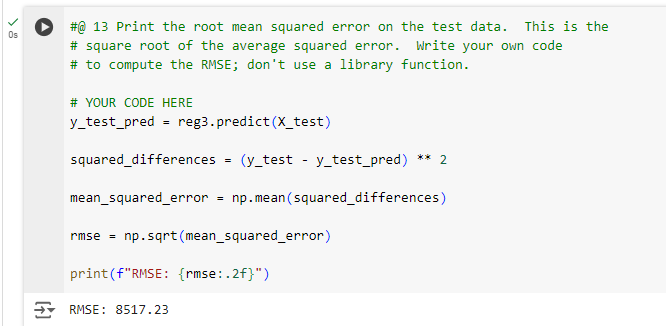 0s
#@ 13 Print the root mean squared error on the test data.  This is the
# square root of the average squared error.  Write your own code
# to compute the RMSE; don't use a library function.
# YOUR CODE HERE
y_test_pred = reg3.predict(X_test)
squared_differences = (y_test - y_test_pred) ** 2
mean_squared_error = np.mean(squared_differences)
rmse = np.sqrt(mean_squared_error)
print(f"RMSE: {rmse:.2f}")
RMSE: 8517.23